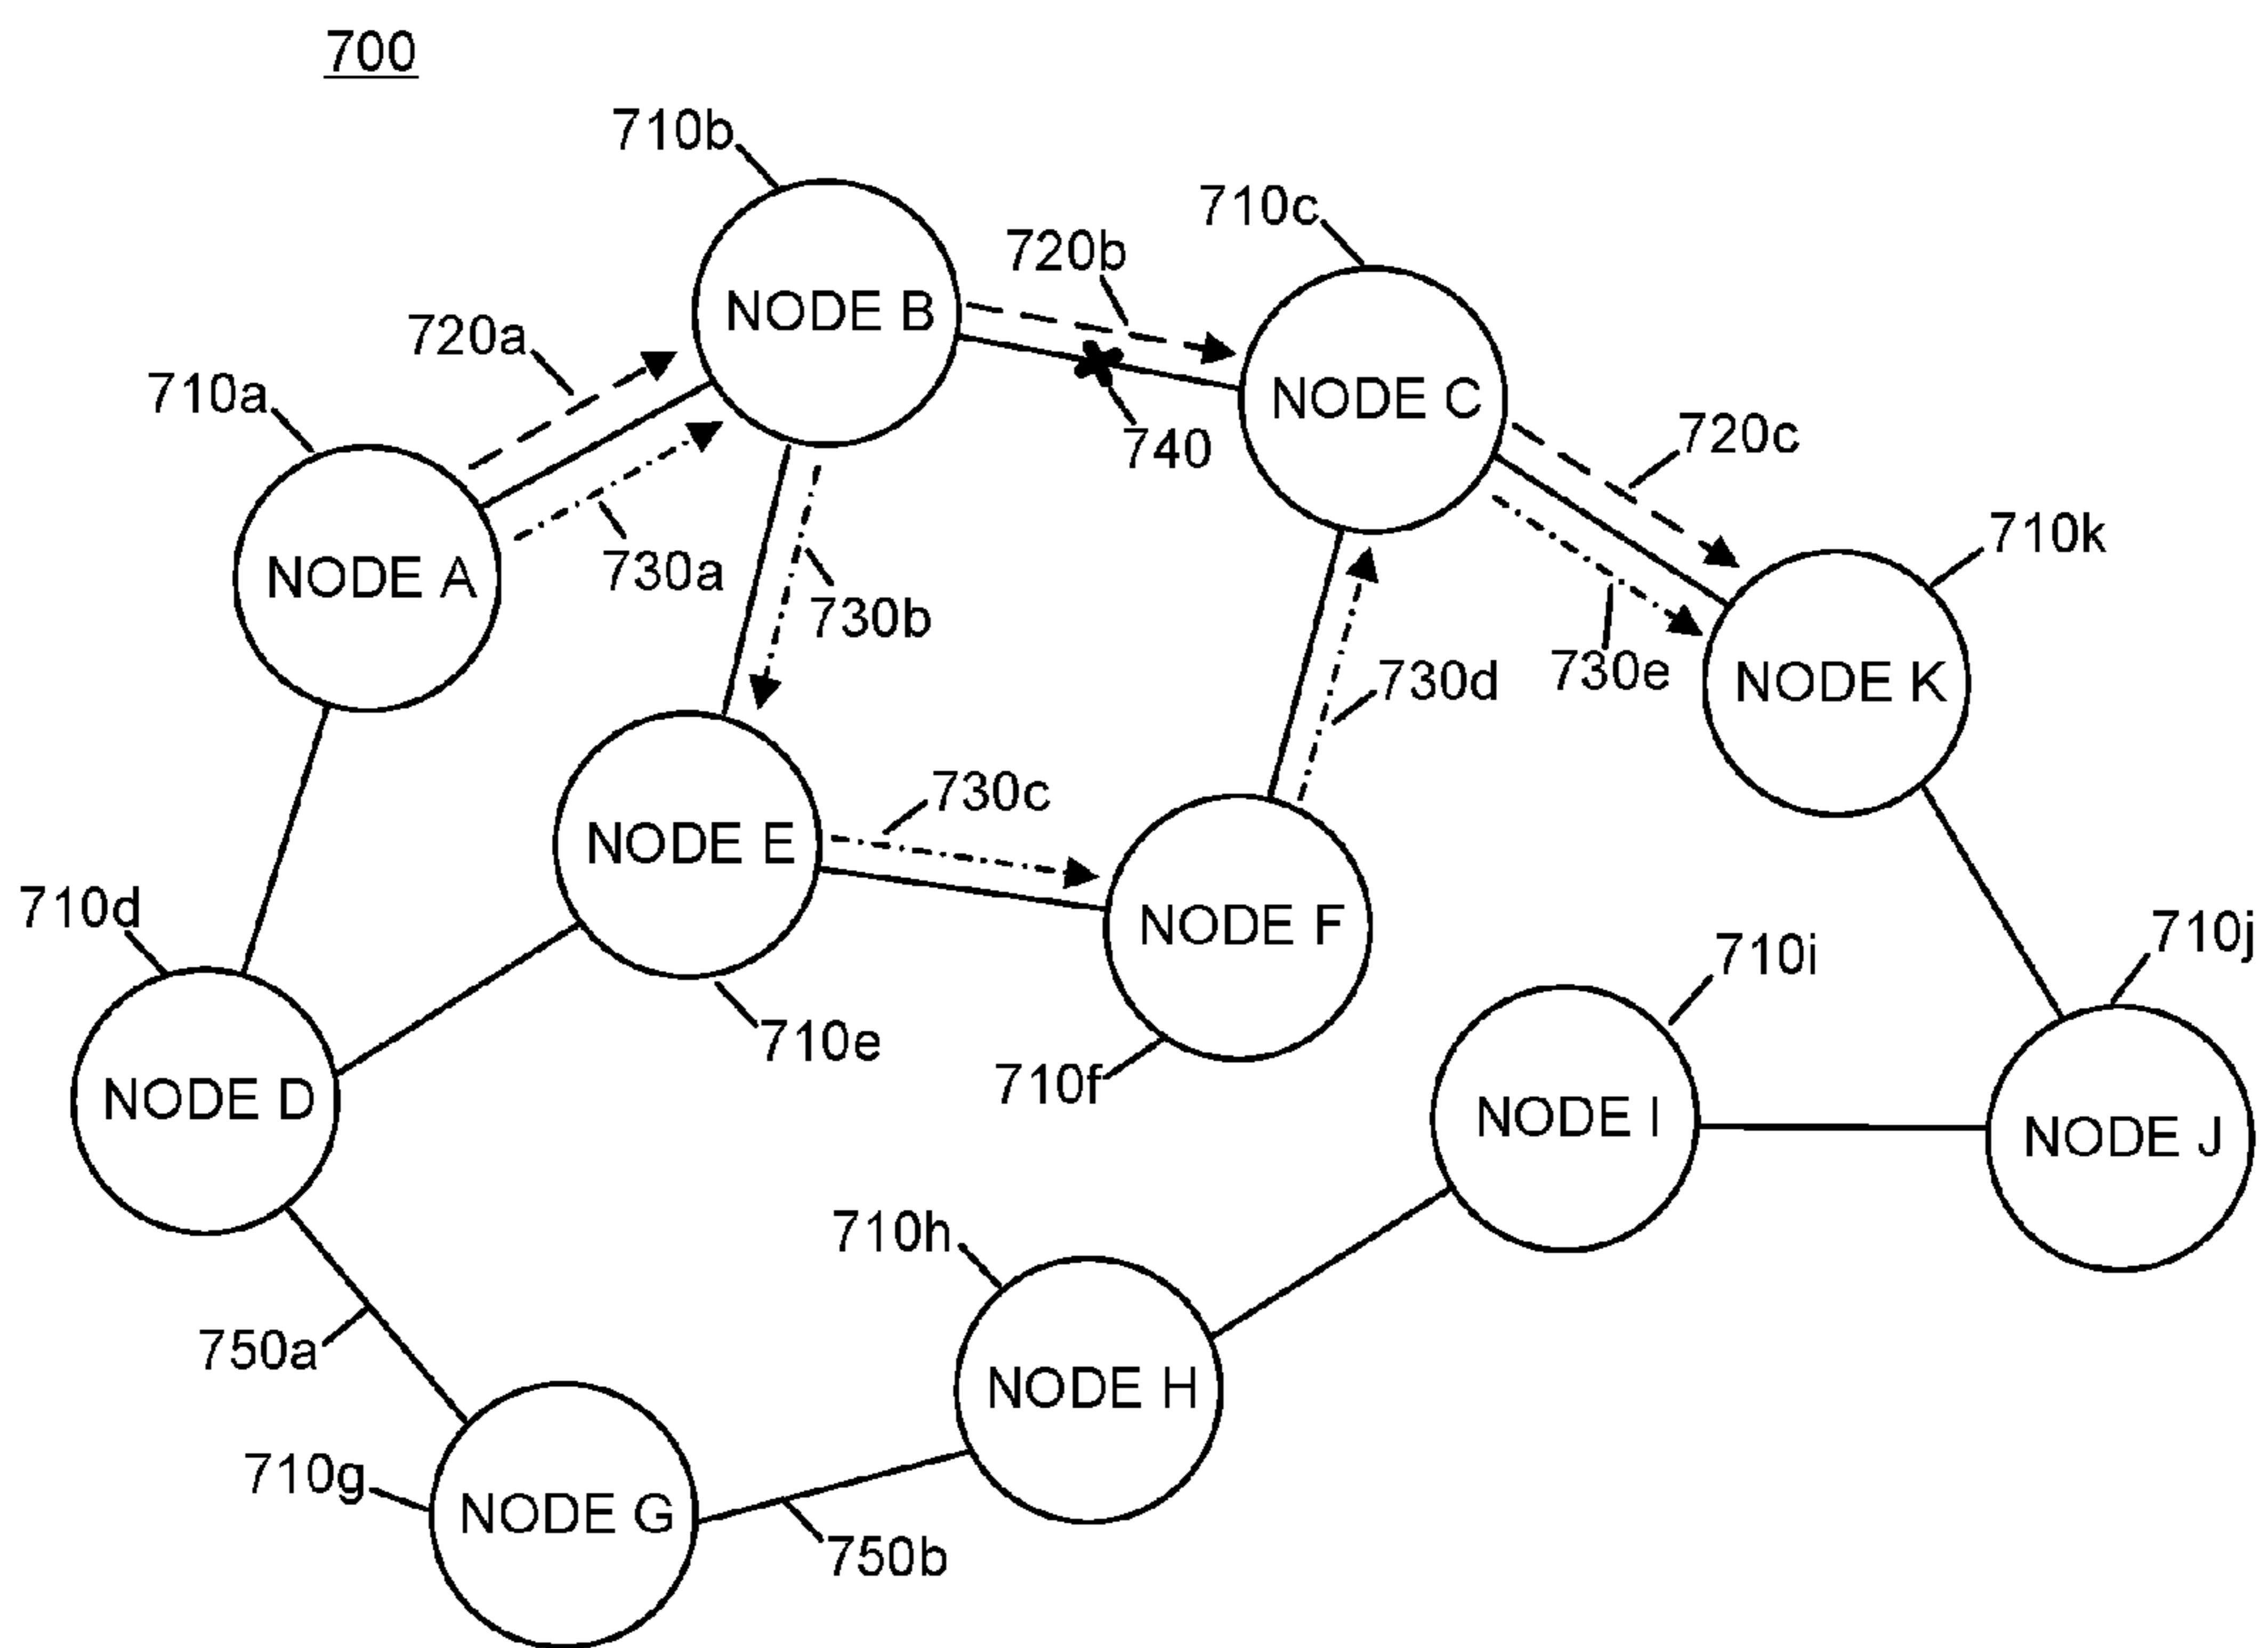 700
710b
710c
720b
NODE B
720a
710a
NODE C
740
720c
710k
730a
NODE A
730b
730d
730e
NODE K
730c
NODE E
710d
NODE F
710j
710i
710e
710f
NODE D
NODE I
NODE J
710h
750a
NODE H
710g
NODE G
750b